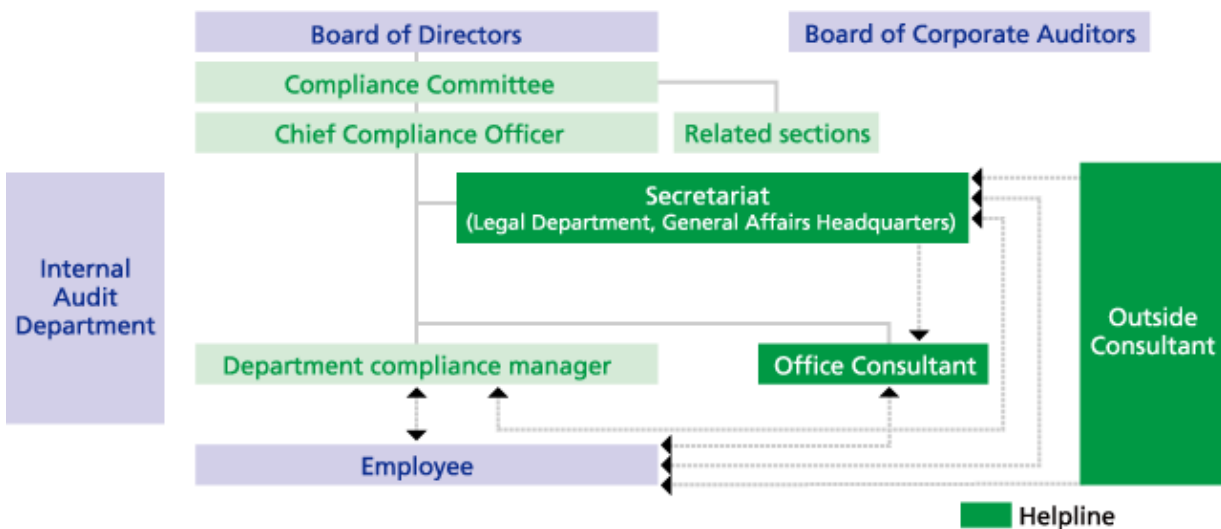 Board of Directors
Board of Corporate Auditors
Compliance Committee
Chief Compliance Officer
Related sections
Secretariat
(Legal Department, General Affairs Headquarters)
Internal
Audit
Department
Outside
Consultant
Department compliance manager
Office Consultant
Employee
Helpline